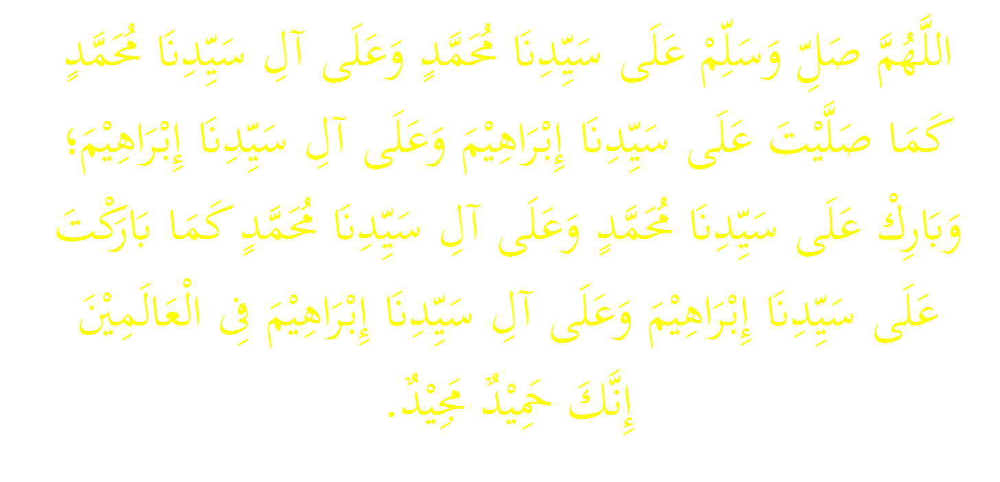 اللَّهُمَّ صَلِّ وَسَلِّمْ عَلَى سَيِّدِنَا مُحَمَّدٍ وَعَلَى آلِ سَيِّدِنَا مُحَمَّدٍ
كَمَا صَلَّيْتَ عَلَى سَيِّدِنَا إِبْرَاهِيْمَ وَعَلَى آلِ سَيِّدِنَا إِبْرَاهِيْمَ؛
وَبَارِكْ عَلَى سَيِّدِنَا مُحَمَّدٍ وَعَلَى آلِ سَيِّدِنَا مُحَمَّدٍ كَمَا بَارَكْتَ
عَلَى سَيِّدِنَا إِبْرَاهِيْمَ وَعَلَى آلِ سَيِّدِنَا إِبْرَاهِيْمَ فِي الْعَالَمِيْنَ
إِنَّكَ حَمِيْدٌ مَجِيْدٌ.